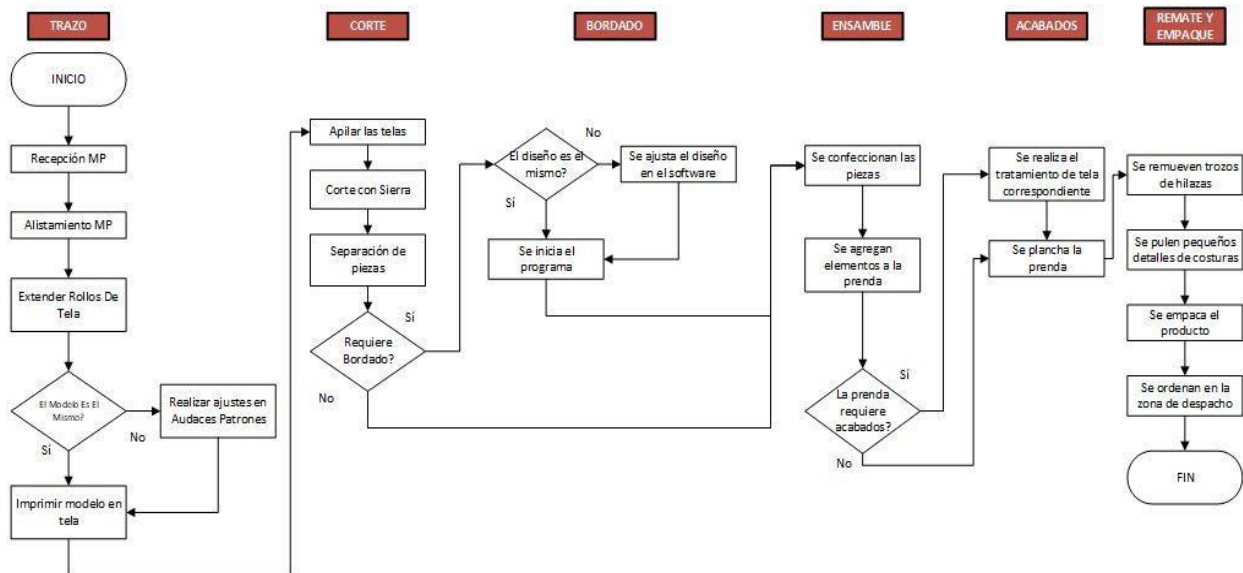 TRAZO
INICIO
Recepción MP
Alistamiento MP
Extender Rollos De
Tela
El Modelo Es El
Mismo?
No
Realizar ajustes en
Audaces Patrones
Sí
Imprimir modelo en
tela
CORTE
Apilar las telas
Corte con Sierra
Separación de
piezas
Sí
Requiere
Bordado?
No
BORDADO
No
El diseño es el
mismo?
Se ajusta el diseño
en el software
Sí
Se inicia el
programa
ENSAMBLE
Se confeccionan las
piezas
Se agregan
elementos a la
prenda
Sí
La prenda
requiere
acabados?
No
ACABADOS
Se realiza el
tratamiento de tela
correspondiente
Se plancha la
prenda
REMATE Y
EMPAQUE
Se remueven trozos
de hilazas
Se pulen pequeños
detalles de costuras
Se empaca el
producto
Se ordenan en la
zona de despacho
FIN